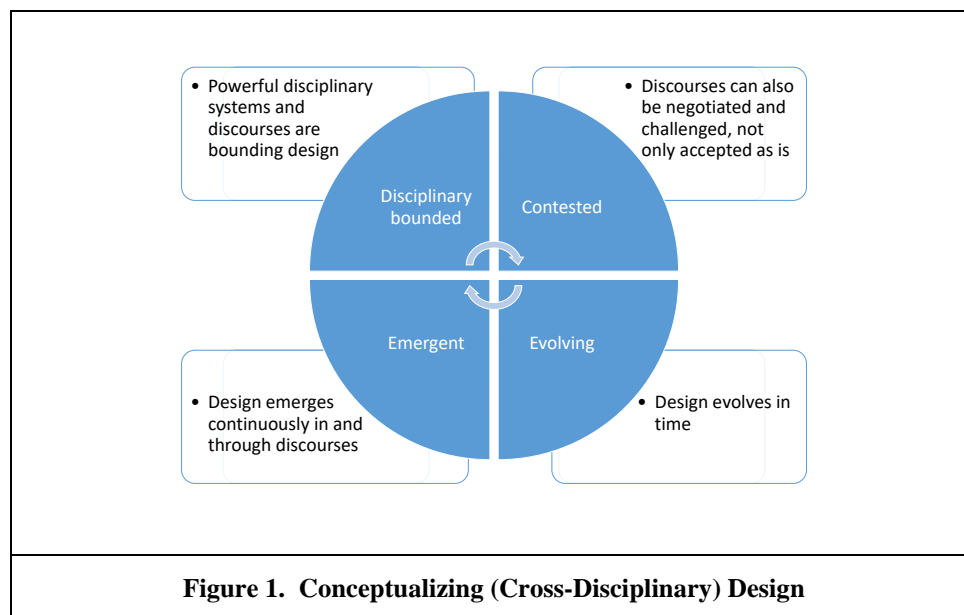 • Powerful disciplinary
systems and
discourses are
bounding design
• Discourses can also
be negotiated and
challenged, not
only accepted as is
Disciplinary
bounded
Contested
Emergent
Evolving
• Design emerges
continuously in and
through discourses
• Design evolves in
time
Figure 1.  Conceptualizing (Cross-Disciplinary) Design